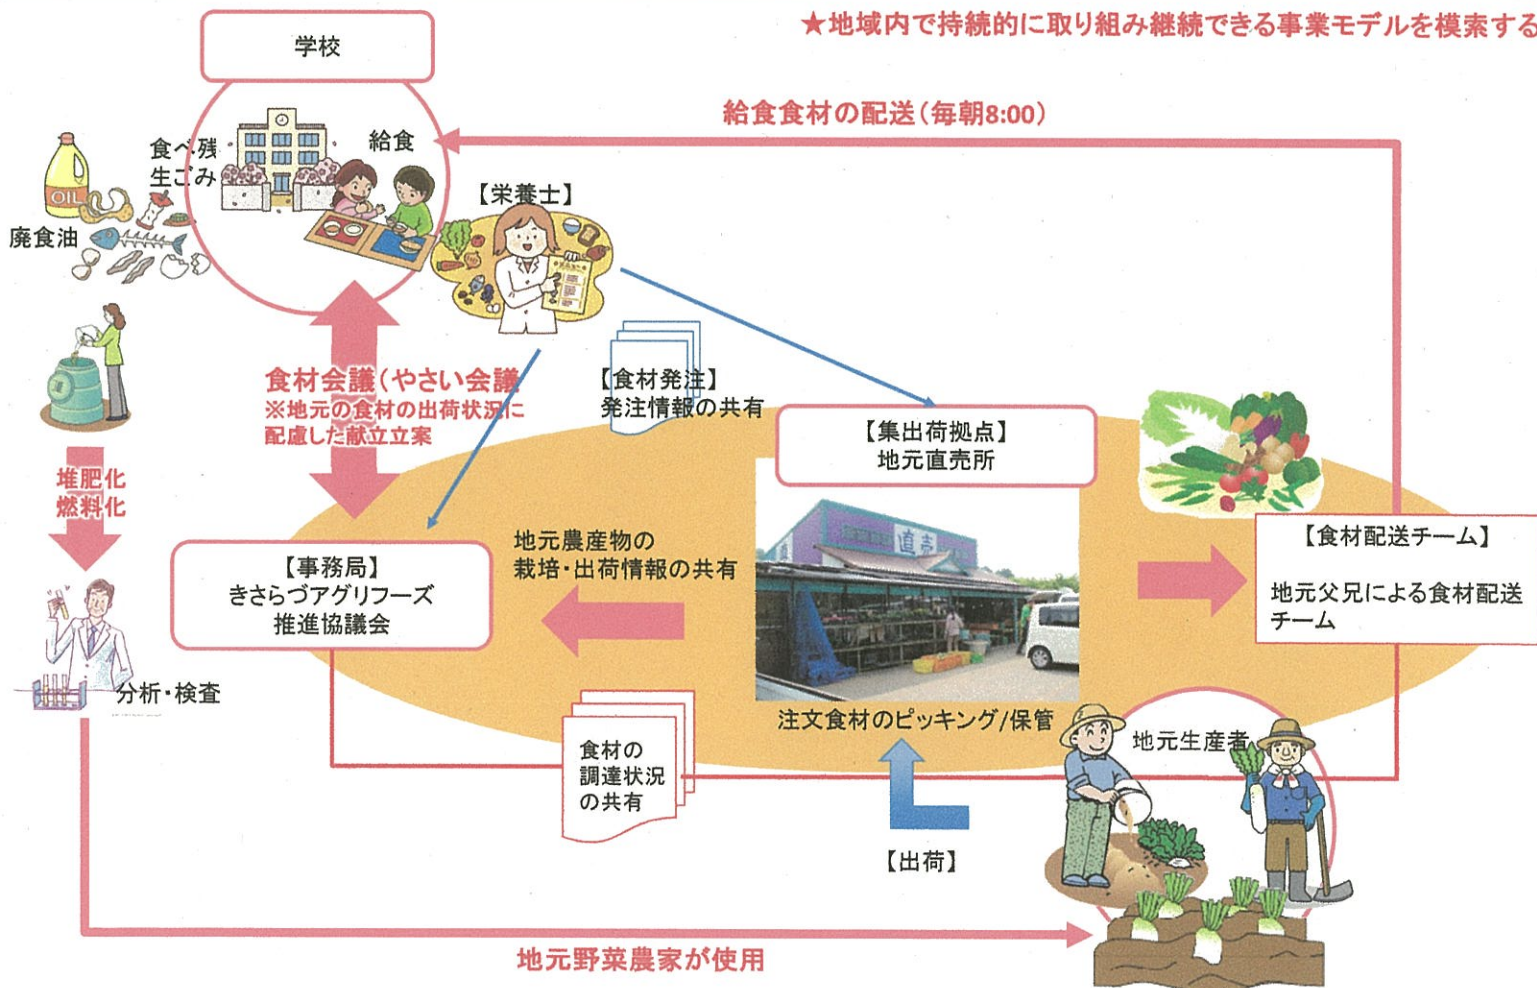 ★地域内で持続的に取り組み継続できる事業モデルを模索する
学校
給食食材の配送(毎朝8:00)
食べ残
生ごみ
給食
OIL
廃食油
【栄養士】
食材会議(やさい会議
※地元の食材の出荷状況に
配慮した献立立案
【食材発注】
発注情報の共有
【集出荷拠点】
地元直売所
堆肥化
燃料化
【事務局】
きさらづアグリフーズ
推進協議会
地元農産物の
栽培・出荷情報の共有
直売
【食材配送チーム】
地元父兄による食材配送
チーム
分析・検査
注文食材のピッキング/保管
地元生産者
食材の
調達状況
の共有
【出荷】
地元野菜農家が使用